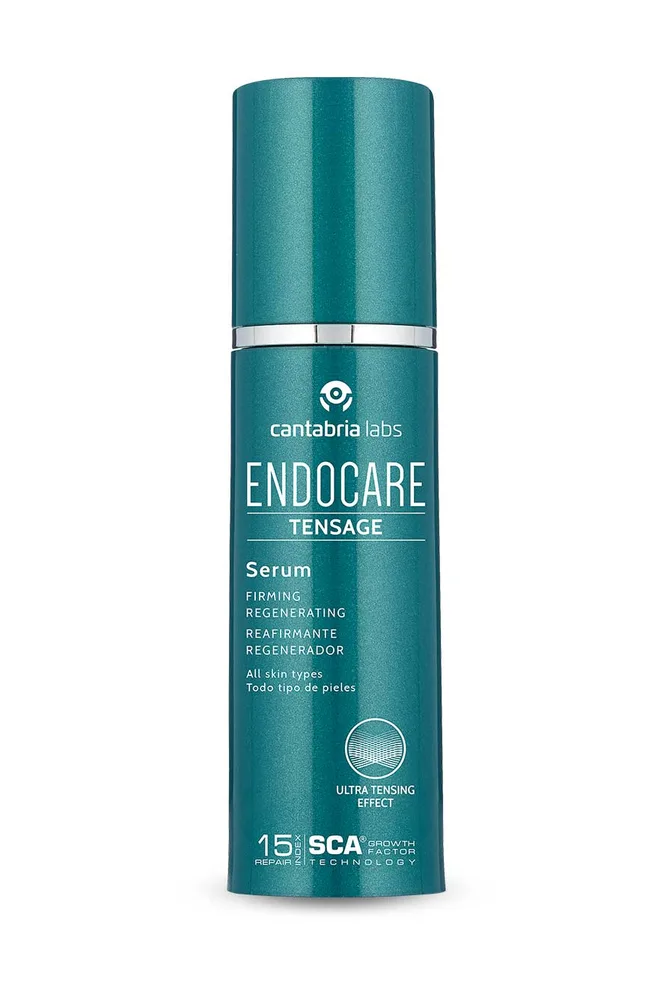 cantabria labs
ENDOCARE
TENSAGE
Serum
FIRMING
REGENERATING
REAFIRMANTE
REGENERADOR
All skin types
Todo tipo de pieles
ULTRA TENSING
EFFECT
15 REPAIR INDEX
SCA® GROWTH FACTOR
TECHNOLOGY